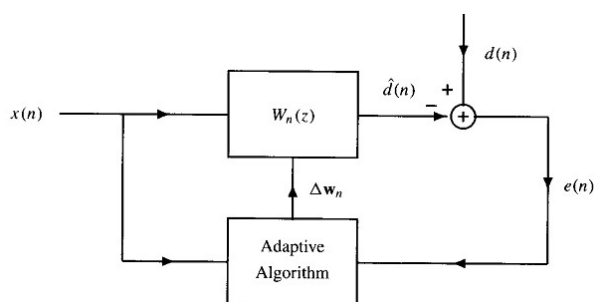 d(n)
+
d̂(n)
−
x(n)
W_n(z)
+
Δw_n
e(n)
Adaptive
Algorithm